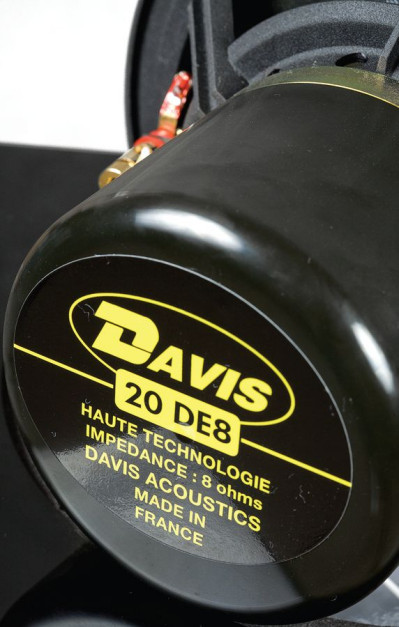 DAVIS
20 DE8
HAUTE TECHNOLOGIE
IMPEDANCE : 8 ohms
DAVIS ACOUSTICS
MADE IN
FRANCE